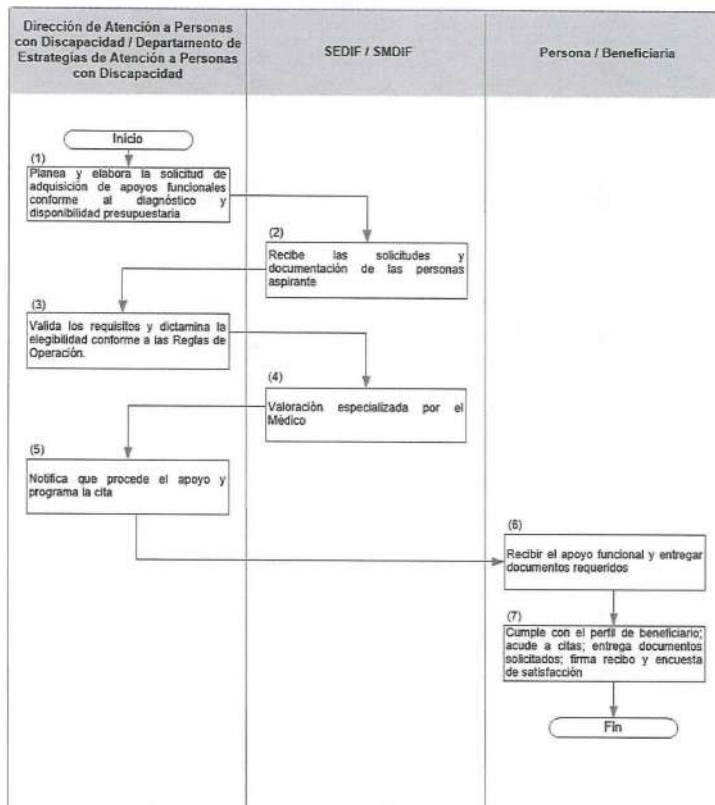 Dirección de Atención a Personas
con Discapacidad / Departamento de
Estrategias de Atención a Personas
con Discapacidad
SEDIF / SMDIF
Persona / Beneficiaria
Inicio
(1)
Planea y elabora la solicitud de
adquisición de apoyos funcionales
conforme al diagnóstico y
disponibilidad presupuestaria
(2)
Recibe las solicitudes y
documentación de las personas
aspirante
(3)
Valida los requisitos y dictamina la
elegibilidad conforme a las Reglas de
Operación.
(4)
Valoración especializada por el
Médico
(5)
Notifica que procede el apoyo y
programa la cita
(6)
Recibir el apoyo funcional y entregar
documentos requeridos
(7)
Cumple con el perfil de beneficiario;
acude a citas; entrega documentos
solicitados; firma recibo y encuesta
de satisfacción
Fin